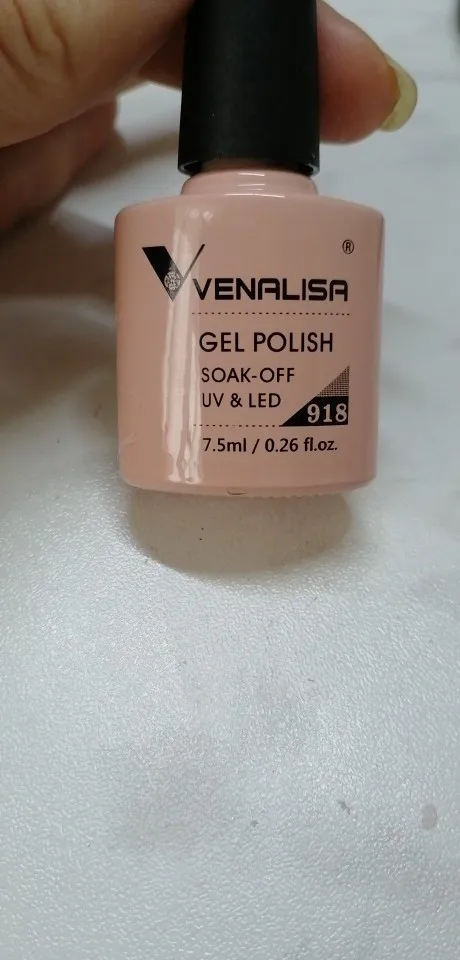 ®
VENALISA
GEL POLISH
SOAK-OFF
UV & LED
918
7.5ml / 0.26 fl.oz.